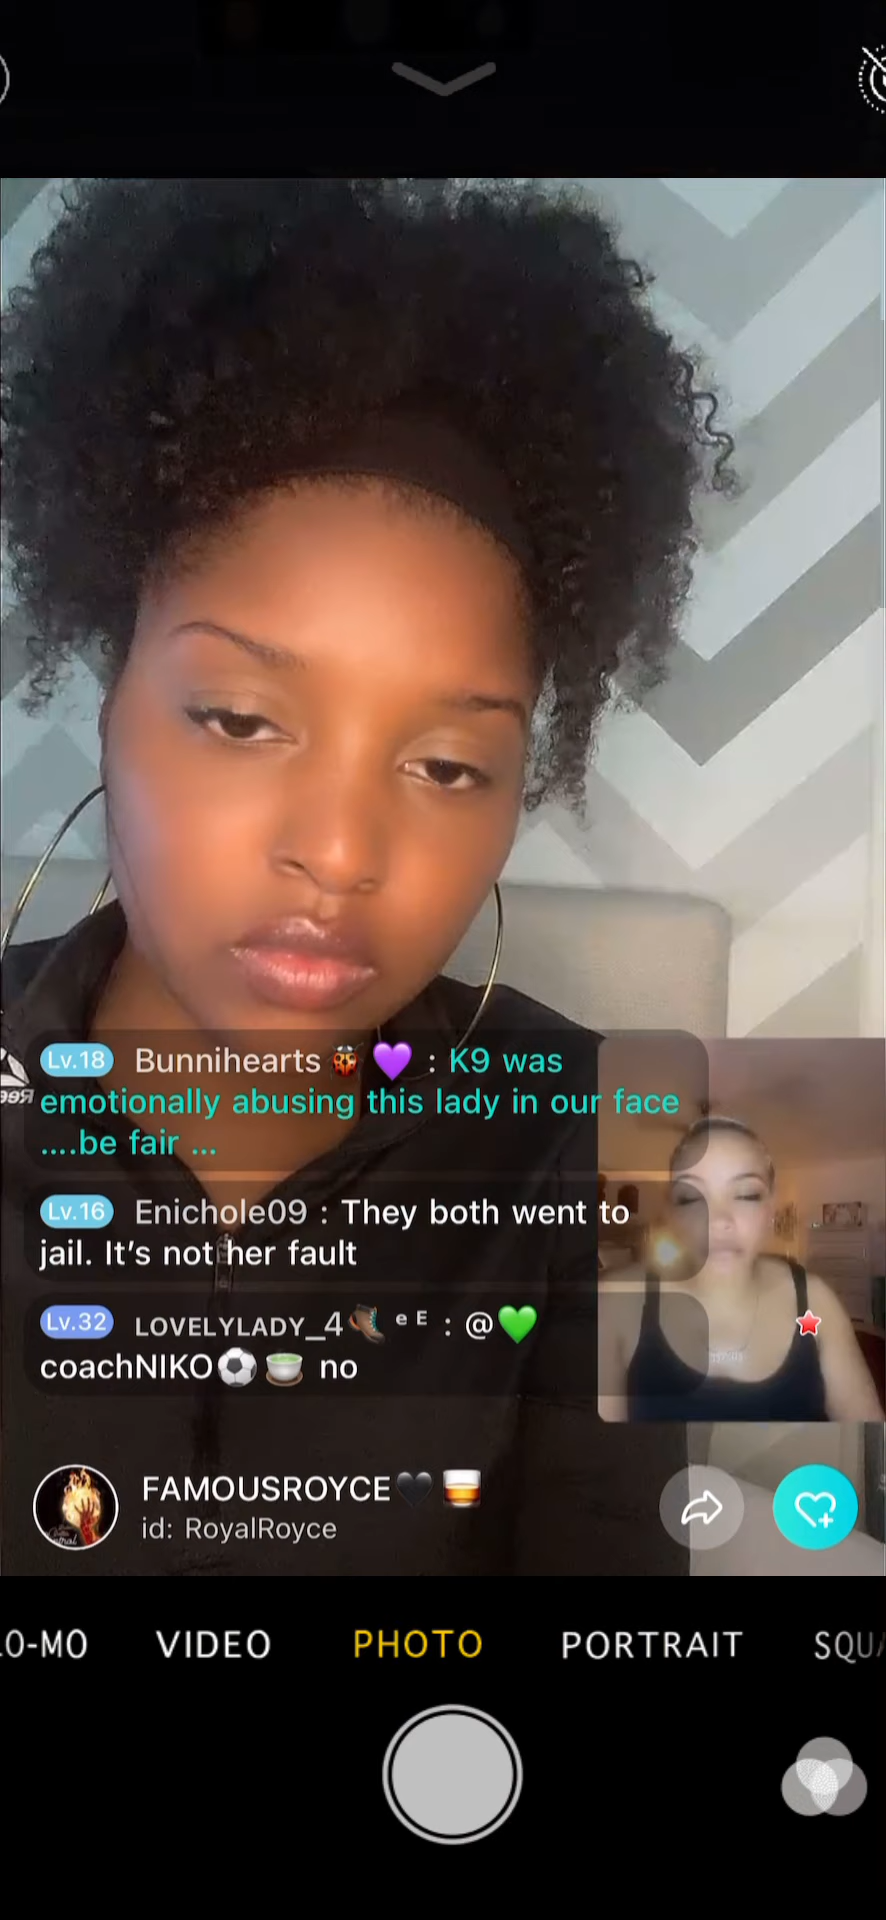 Lv.18 Bunnihearts🐞💜 : K9 was
emotionally abusing this lady in our face
....be fair ...
Lv.16 Enichole09 : They both went to
jail. It's not her fault
Lv.32 LOVELYLADY_4🥾 ᵉ ᴱ : @💚
coachNIKO⚽🍵 no
FAMOUSROYCE🖤🥃
id: RoyalRoyce
LO-MO VIDEO PHOTO PORTRAIT SQUA